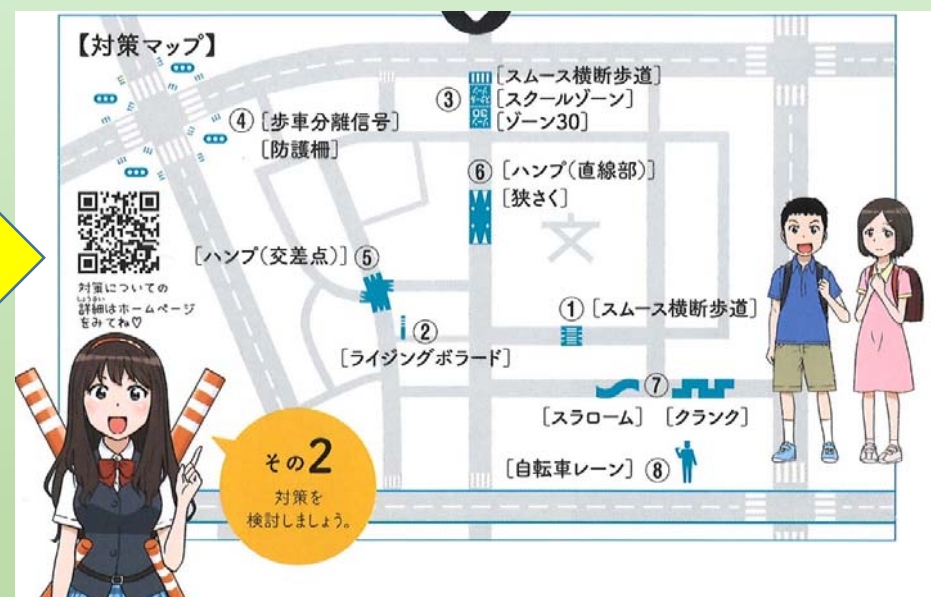 【対策マップ】
③ [スムース横断歩道]
[スクールゾーン]
[ゾーン30]
④ [歩車分離信号]
[防護柵]
⑥ [ハンプ(直線部)]
[狭さく]
文
[ハンプ(交差点)] ⑤
対策についての
詳細はホームページ
をみてね♡
しょうさい
① [スムース横断歩道]
②
[ライジングボラード]
⑦
[スラローム] [クランク]
[自転車レーン] ⑧
その2
対策を
検討しましょう。